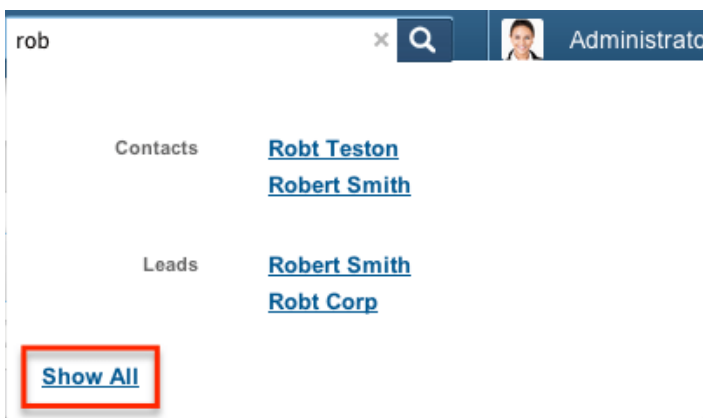 rob
Administrato
Contacts Robt Teston
Robert Smith
Leads Robert Smith
Robt Corp
Show All